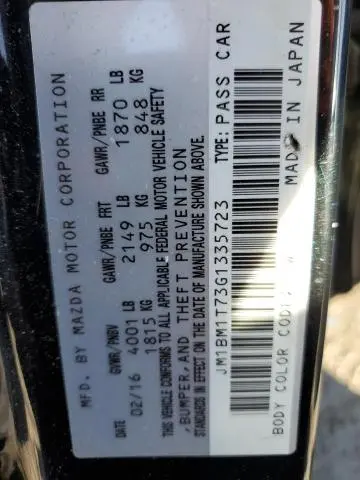 MFD. BY MAZDA MOTOR CORPORATION
DATE GVWR/PNBV GAWR/PNBE FRT GAWR/PNBE RR
02/16 4001 LB 2149 LB 1870 LB
1815 KG 975 KG 848 KG
THIS VEHICLE CONFORMS TO ALL APPLICABLE FEDERAL MOTOR VEHICLE SAFETY
, BUMPER, AND THEFT PREVENTION
STANDARDS IN EFFECT ON THE DATE OF MANUFACTURE SHOWN ABOVE.
JM1BM1T73G1335723 TYPE: PASS CAR
BODY COLOR CODE: MADE IN JAPAN